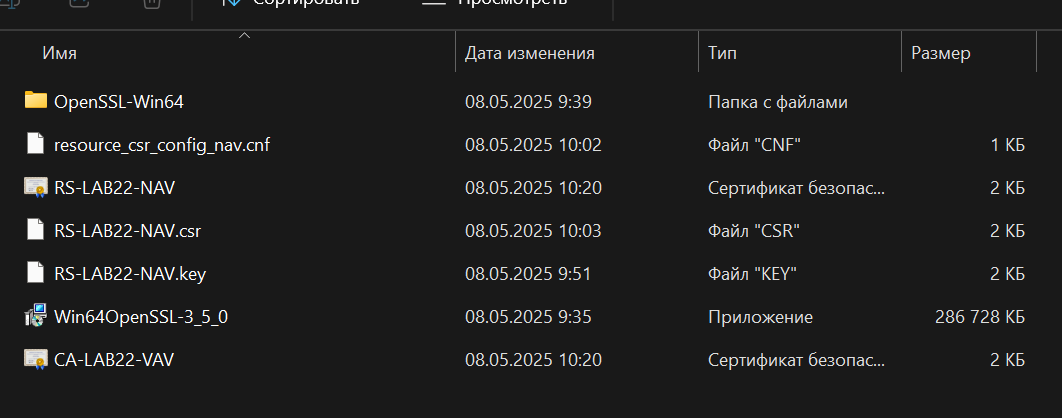 Сортировать Просмотреть
Имя Дата изменения Тип Размер
OpenSSL-Win64 08.05.2025 9:39 Папка с файлами
resource_csr_config_nav.cnf 08.05.2025 10:02 Файл "CNF" 1 КБ
RS-LAB22-NAV 08.05.2025 10:20 Сертификат безопас... 2 КБ
RS-LAB22-NAV.csr 08.05.2025 10:03 Файл "CSR" 2 КБ
RS-LAB22-NAV.key 08.05.2025 9:51 Файл "KEY" 2 КБ
Win64OpenSSL-3_5_0 08.05.2025 9:35 Приложение 286 728 КБ
CA-LAB22-VAV 08.05.2025 10:20 Сертификат безопас... 2 КБ